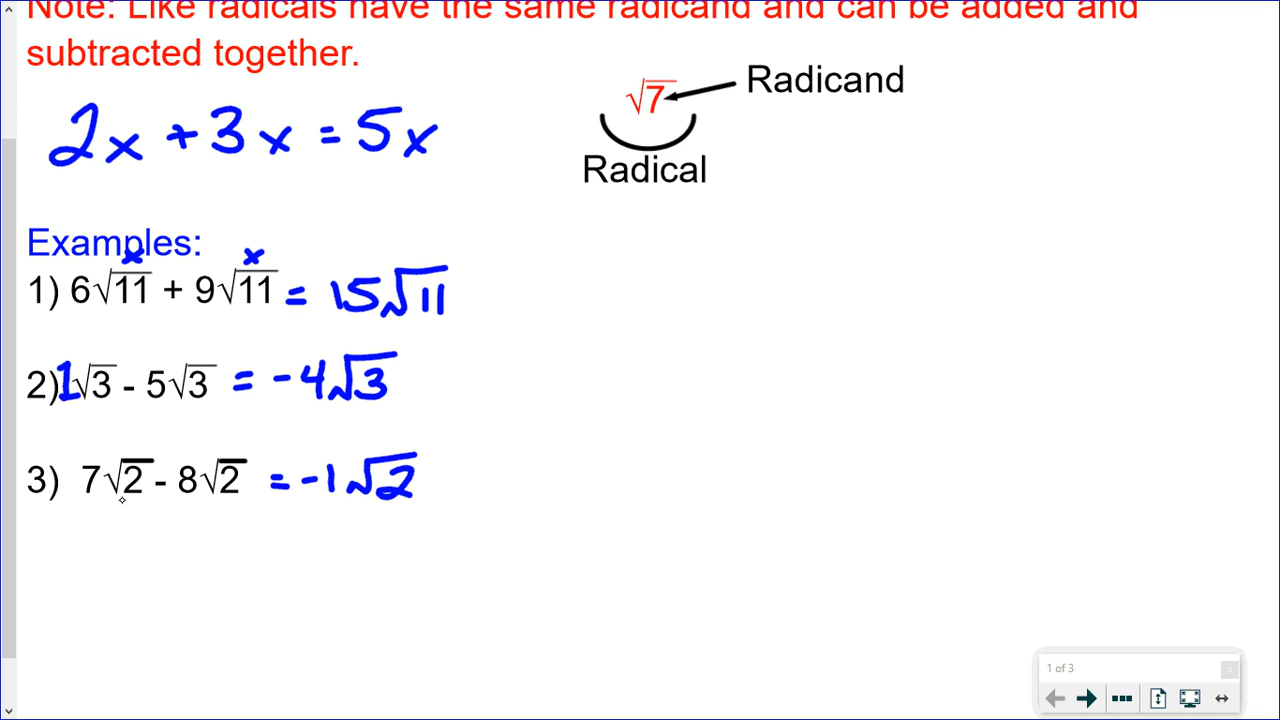 Note: Like radicals have the same radicand and can be added and
subtracted together.
√7
Radicand
Radical
2x + 3x = 5x
Examples:
x x
1) 6√11 + 9√11 = 15√11
2) 1√3 - 5√3 = -4√3
3) 7√2 - 8√2 = -1√2
1 of 3